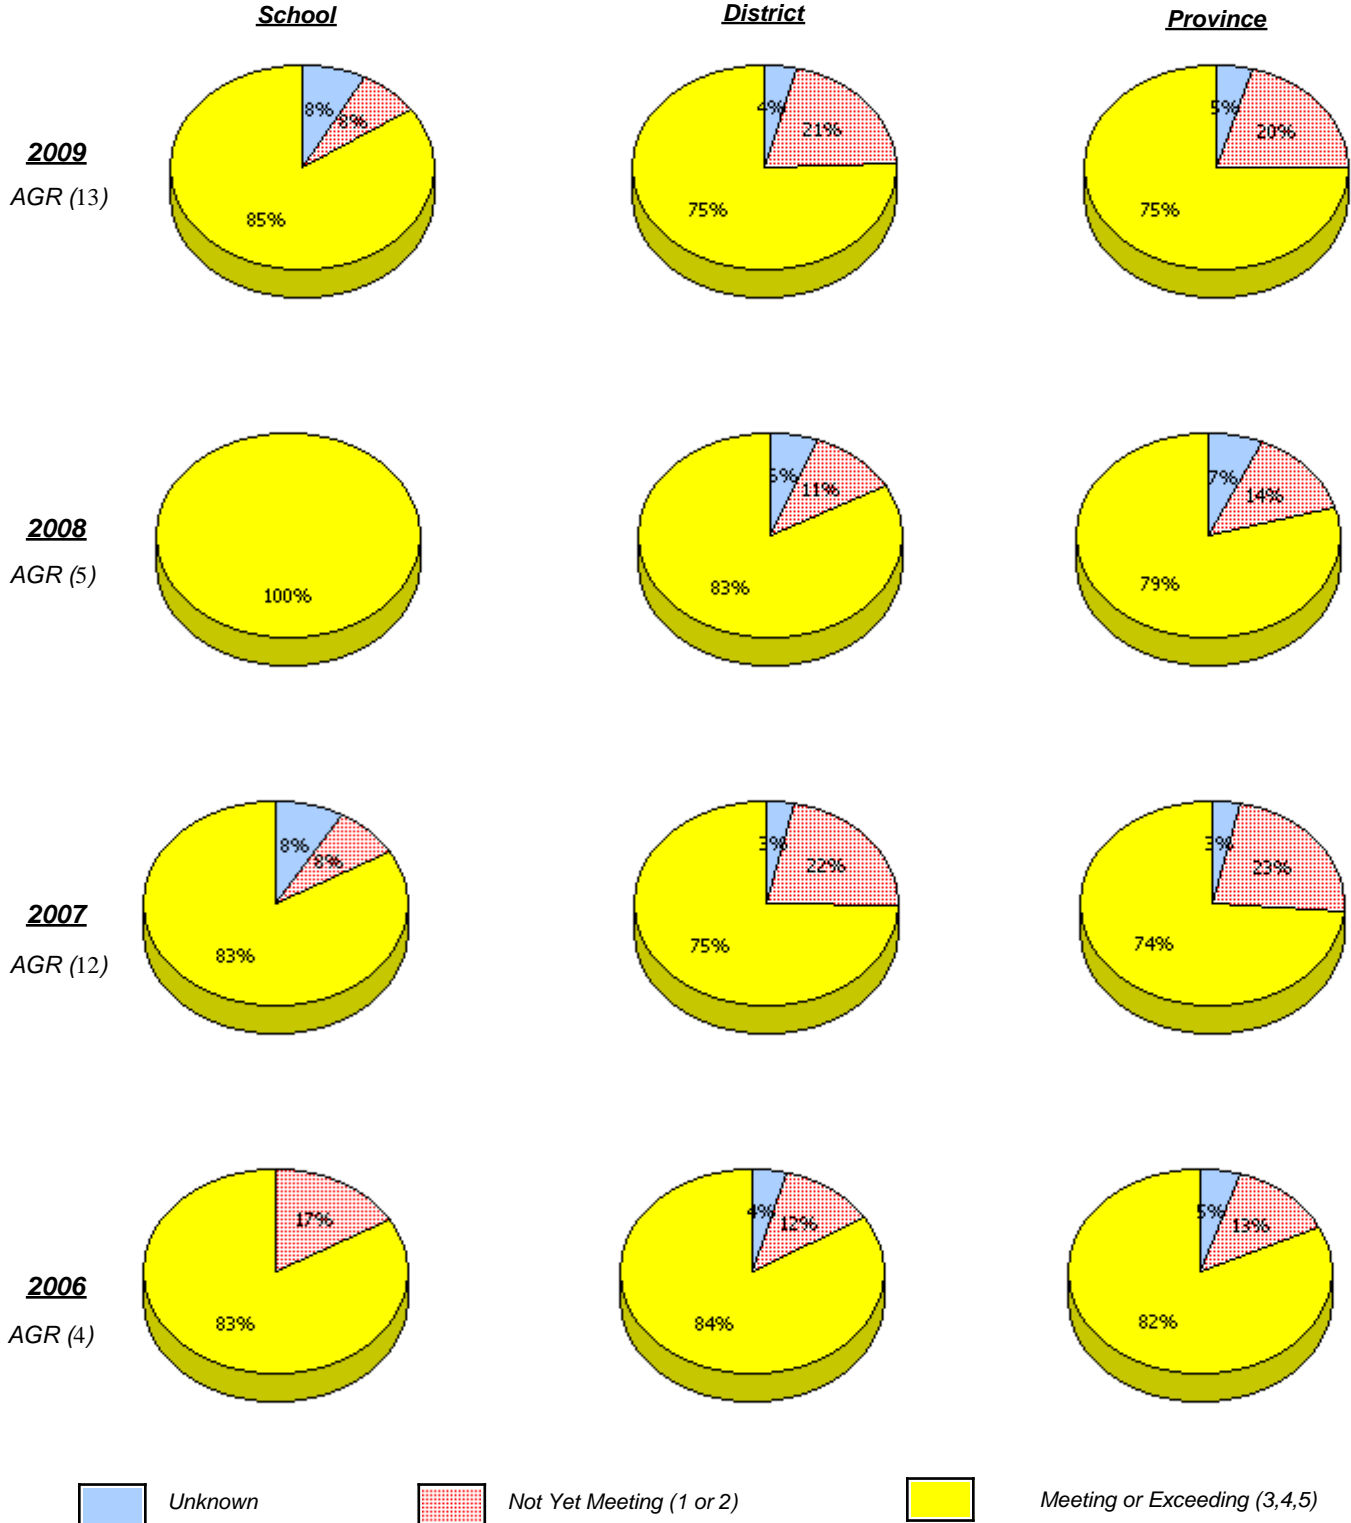 School District Province
8% 8% 85%
4% 21% 75%
5% 20% 75%
2009
AGR (13)
100%
11% 83%
7% 14% 79%
2008
AGR (5)
8% 8% 83%
3% 22% 75%
3% 23% 74%
2007
AGR (12)
17% 83%
4% 12% 84%
5% 13% 82%
2006
AGR (4)
Unknown Not Yet Meeting (1 or 2) Meeting or Exceeding (3,4,5)